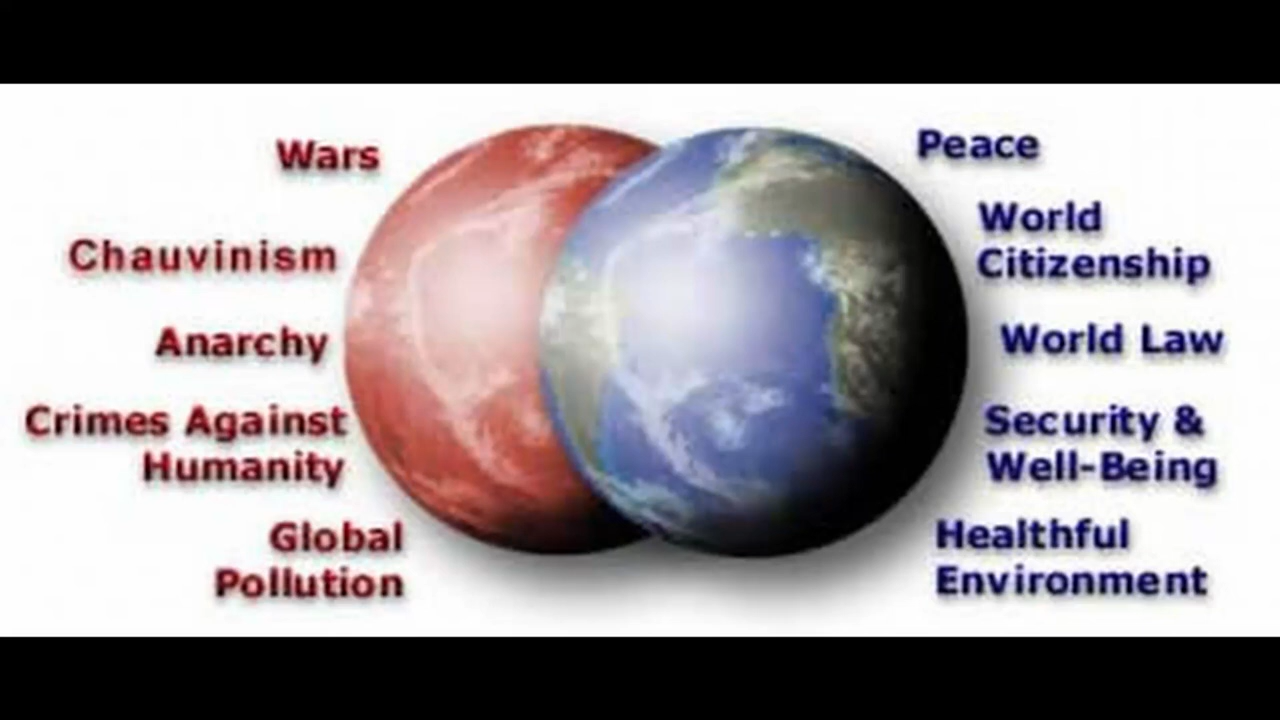 Wars
Chauvinism
Anarchy
Crimes Against
Humanity
Global
Pollution
Peace
World
Citizenship
World Law
Security &
Well-Being
Healthful
Environment